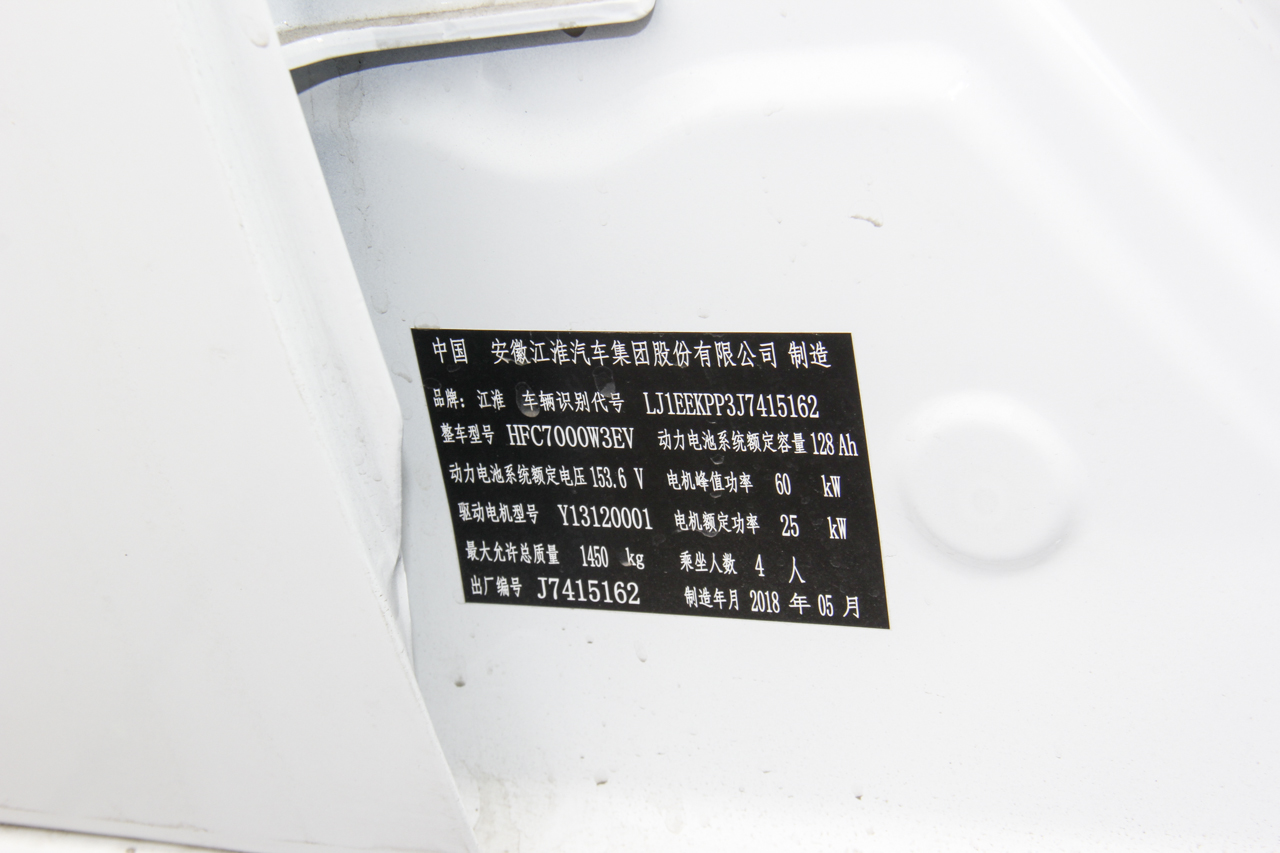 中国 安徽江淮汽车集团股份有限公司 制造
品牌: 江淮 车辆识别代号 LJ1EEKPP3J7415162
整车型号 HFC7000W3EV 动力电池系统额定容量 128 Ah
动力电池系统额定电压 153.6 V 电机峰值功率 60 kW
驱动电机型号 Y13120001 电机额定功率 25 kW
最大允许总质量 1450 kg 乘坐人数 4 人
出厂编号 J7415162 制造年月 2018 年 05 月